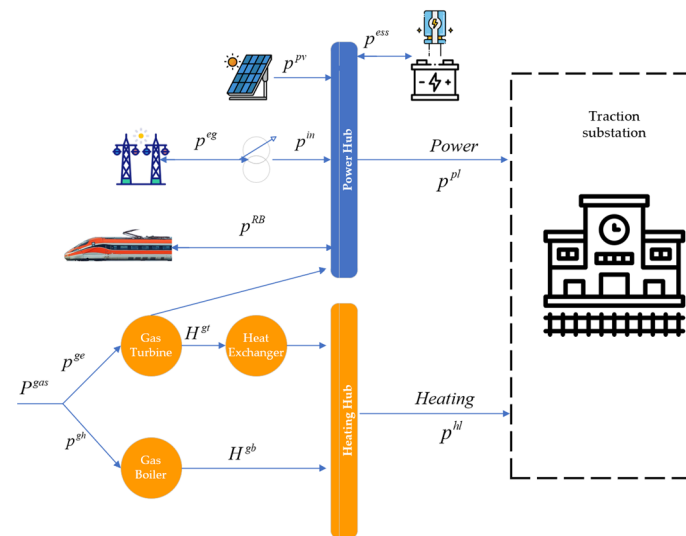 p^pv
p^ess
p^eg
p^in
Power Hub
Power
p^pl
p^RB
Traction
substation
Gas
Turbine
H^gt
Heat
Exchanger
p^ge
P^gas
p^gh
Gas
Boiler
H^gb
Heating Hub
Heating
p^hl
- +